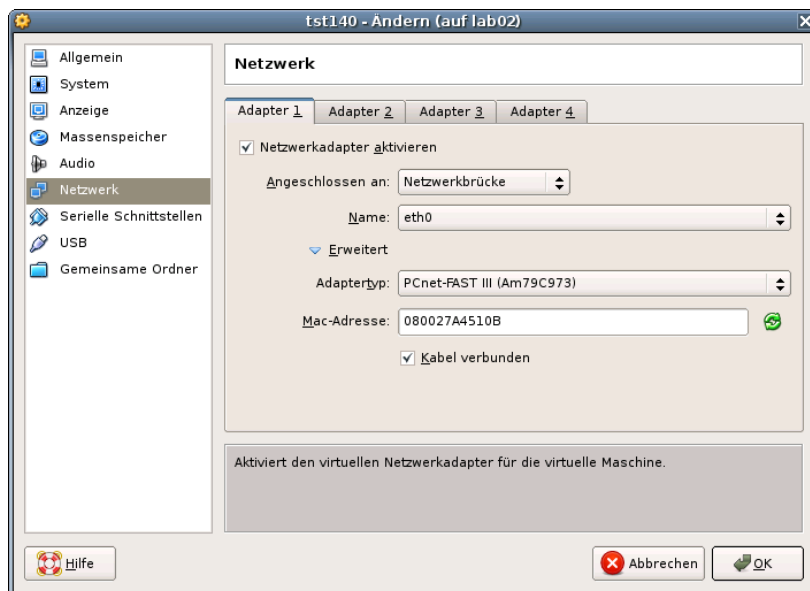 tst140 - Ändern (auf lab02)
Allgemein
System
Anzeige
Massenspeicher
Audio
Netzwerk
Serielle Schnittstellen
USB
Gemeinsame Ordner
Netzwerk
Adapter 1 Adapter 2 Adapter 3 Adapter 4
Netzwerkadapter aktivieren
Angeschlossen an: Netzwerkbrücke
Name: eth0
Erweitert
Adaptertyp: PCnet-FAST III (Am79C973)
Mac-Adresse: 080027A4510B
Kabel verbunden
Aktiviert den virtuellen Netzwerkadapter für die virtuelle Maschine.
Hilfe Abbrechen OK